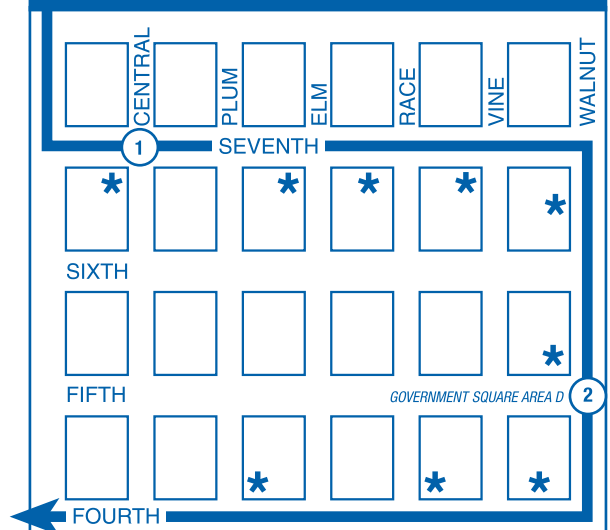 CENTRAL
PLUM
ELM
RACE
VINE
WALNUT
1
SEVENTH
* * * * *
SIXTH
*
FIFTH
GOVERNMENT SQUARE AREA D
2
* * *
FOURTH